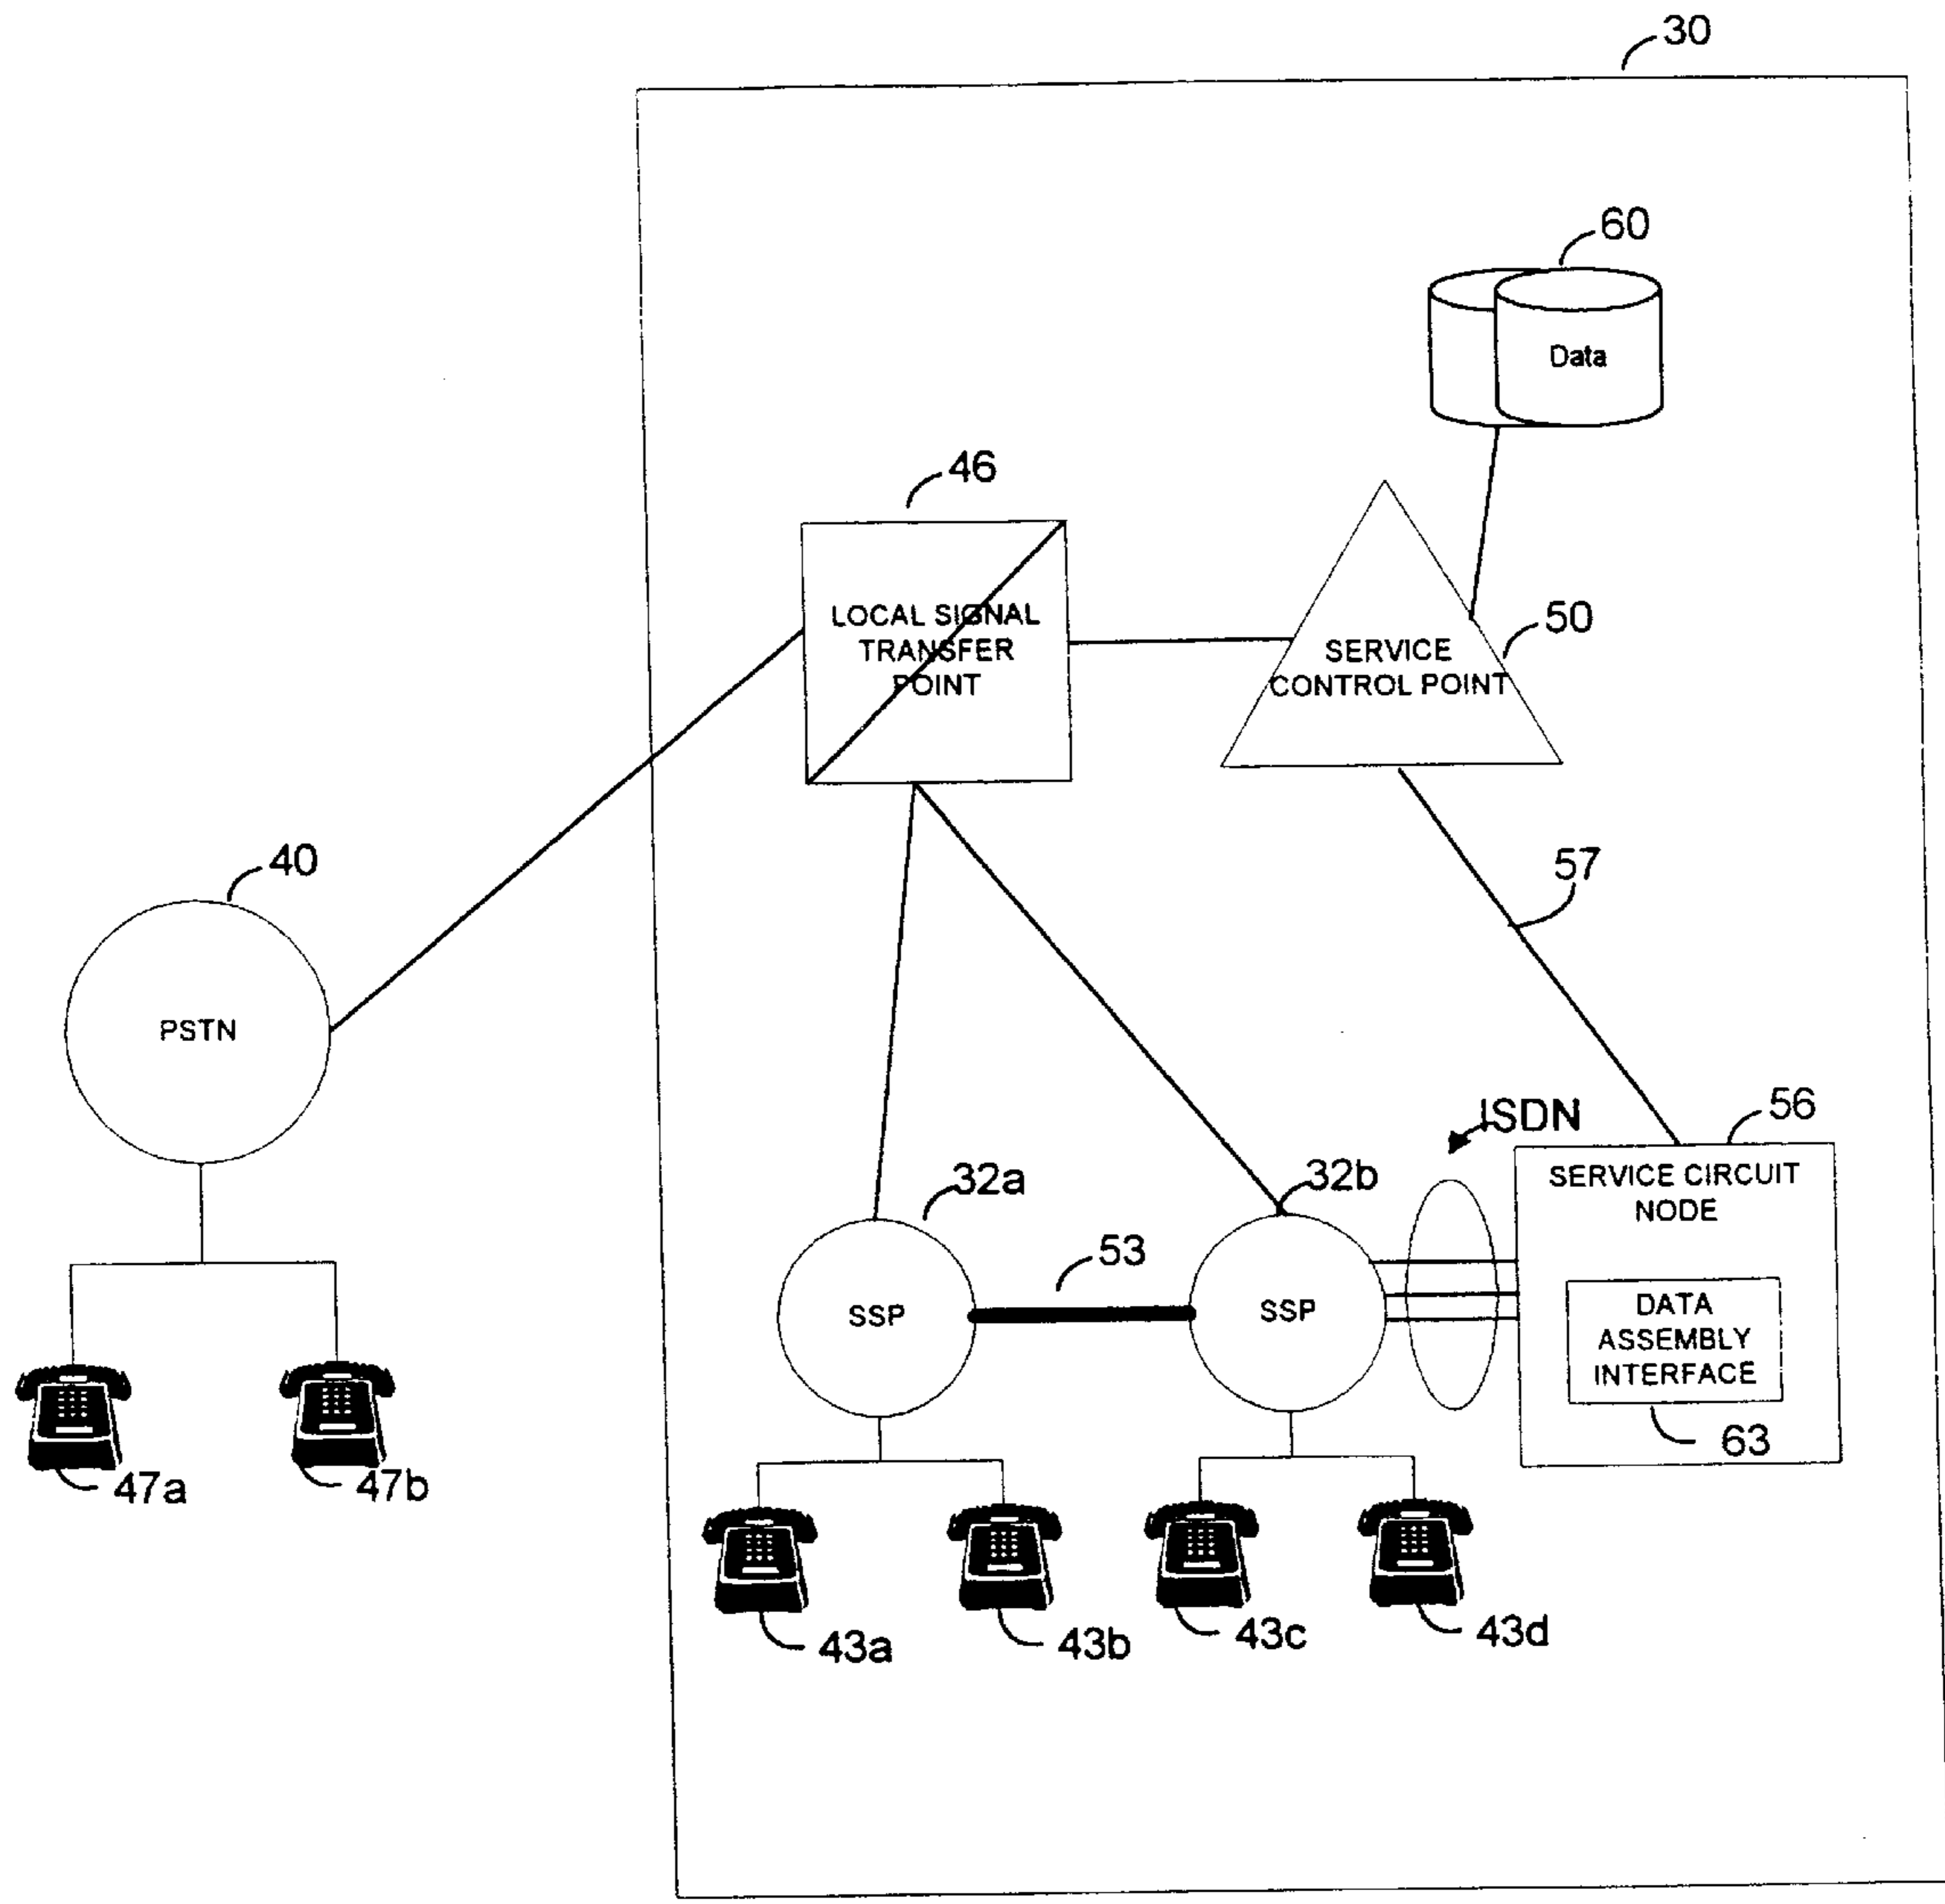 30
60
Data
46
LOCAL SIGNAL
TRANSFER
POINT
50
SERVICE
CONTROL POINT
40
PSTN
57
ISDN
56
SERVICE CIRCUIT
NODE
32a
32b
53
SSP
SSP
DATA
ASSEMBLY
INTERFACE
63
47a
47b
43a
43b
43c
43d